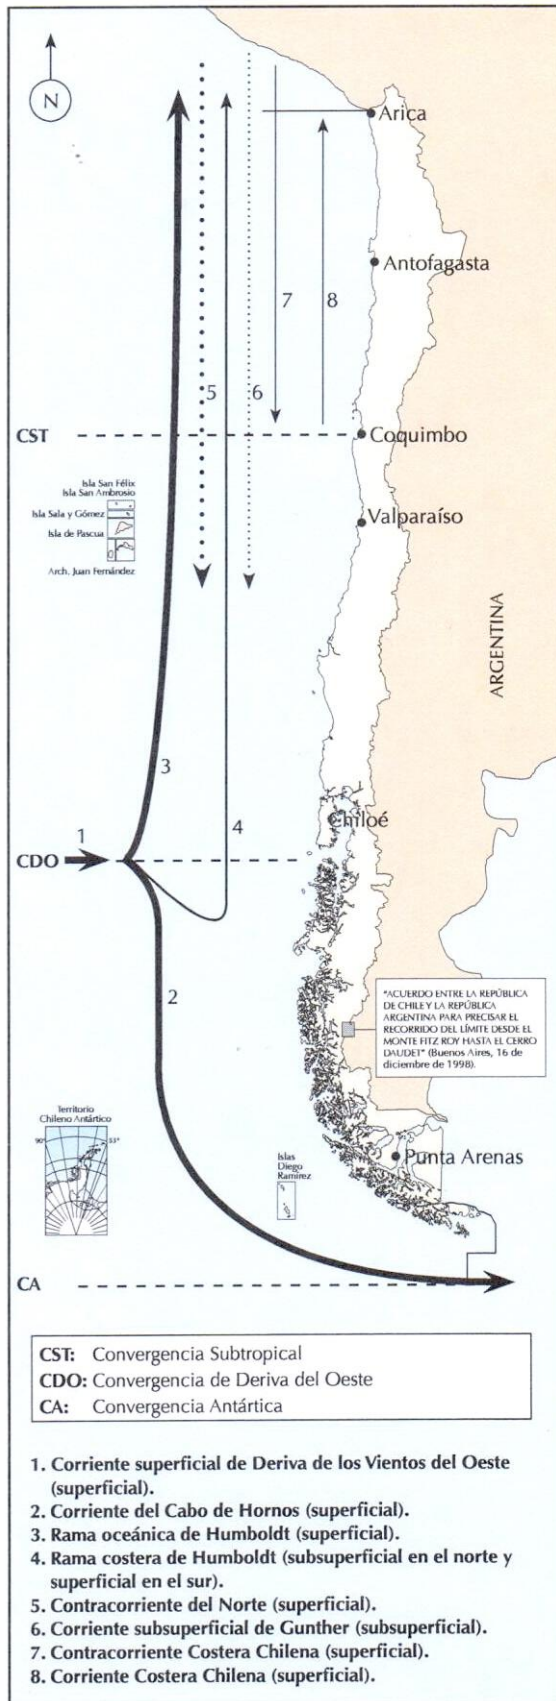 N
Arica
Antofagasta
7
8
5
6
CST
Coquimbo
Isla San Félix
Isla San Ambrosio
Isla Sala y Gómez
Isla de Pascua
Arch. Juan Fernández
Valparaíso
ARGENTINA
3
Chiloé
1
4
CDO
2
"ACUERDO ENTRE LA REPÚBLICA
DE CHILE Y LA REPÚBLICA
ARGENTINA PARA PRECISAR EL
RECORRIDO DEL LÍMITE DESDE EL
MONTE FITZ ROY HASTA EL CERRO
DAUDET" (Buenos Aires, 16 de
diciembre de 1998).
Territorio
Chileno Antártico
90°
53°
Islas
Diego
Ramírez
Punta Arenas
CA
CST: Convergencia Subtropical
CDO: Convergencia de Deriva del Oeste
CA: Convergencia Antártica
1. Corriente superficial de Deriva de los Vientos del Oeste
(superficial).
2. Corriente del Cabo de Hornos (superficial).
3. Rama oceánica de Humboldt (superficial).
4. Rama costera de Humboldt (subsuperficial en el norte y
superficial en el sur).
5. Contracorriente del Norte (superficial).
6. Corriente subsuperficial de Gunther (subsuperficial).
7. Contracorriente Costera Chilena (superficial).
8. Corriente Costera Chilena (superficial).